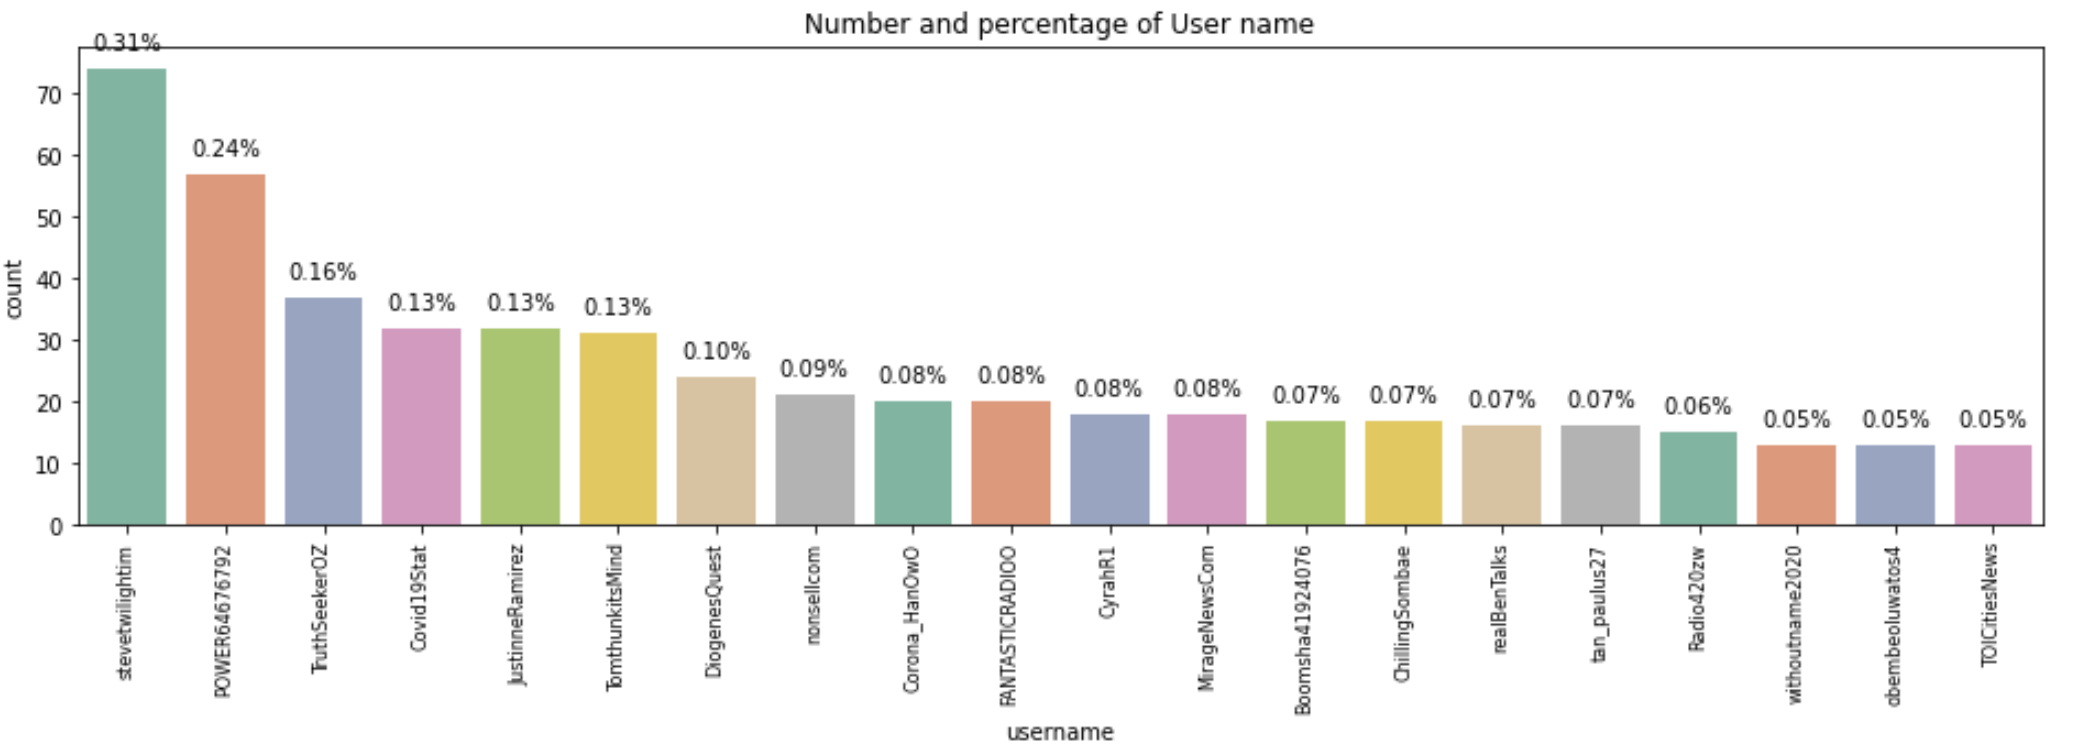 Number and percentage of User name
0.31%
0.24%
0.16%
0.13%
0.13%
0.13%
0.10%
0.09%
0.08%
0.08%
0.08%
0.08%
0.07%
0.07%
0.07%
0.07%
0.06%
0.05%
0.05%
0.05%
count
70
60
50
40
30
20
10
0
stevetwilightim
POWER64676792
TruthSeekerOZ
Covid19Stat
JustinneRamirez
TomthunkitsMind
DiogenesQuest
nonsellcom
Corona_HanOwO
FANTASTICRADIOO
CyrahR1
MirageNewsCom
Boomsha41924076
ChillingSombae
realBenTalks
tan_paulus27
Radio420zw
withoutname2020
dbembeoluwatos4
TOICitiesNews
username